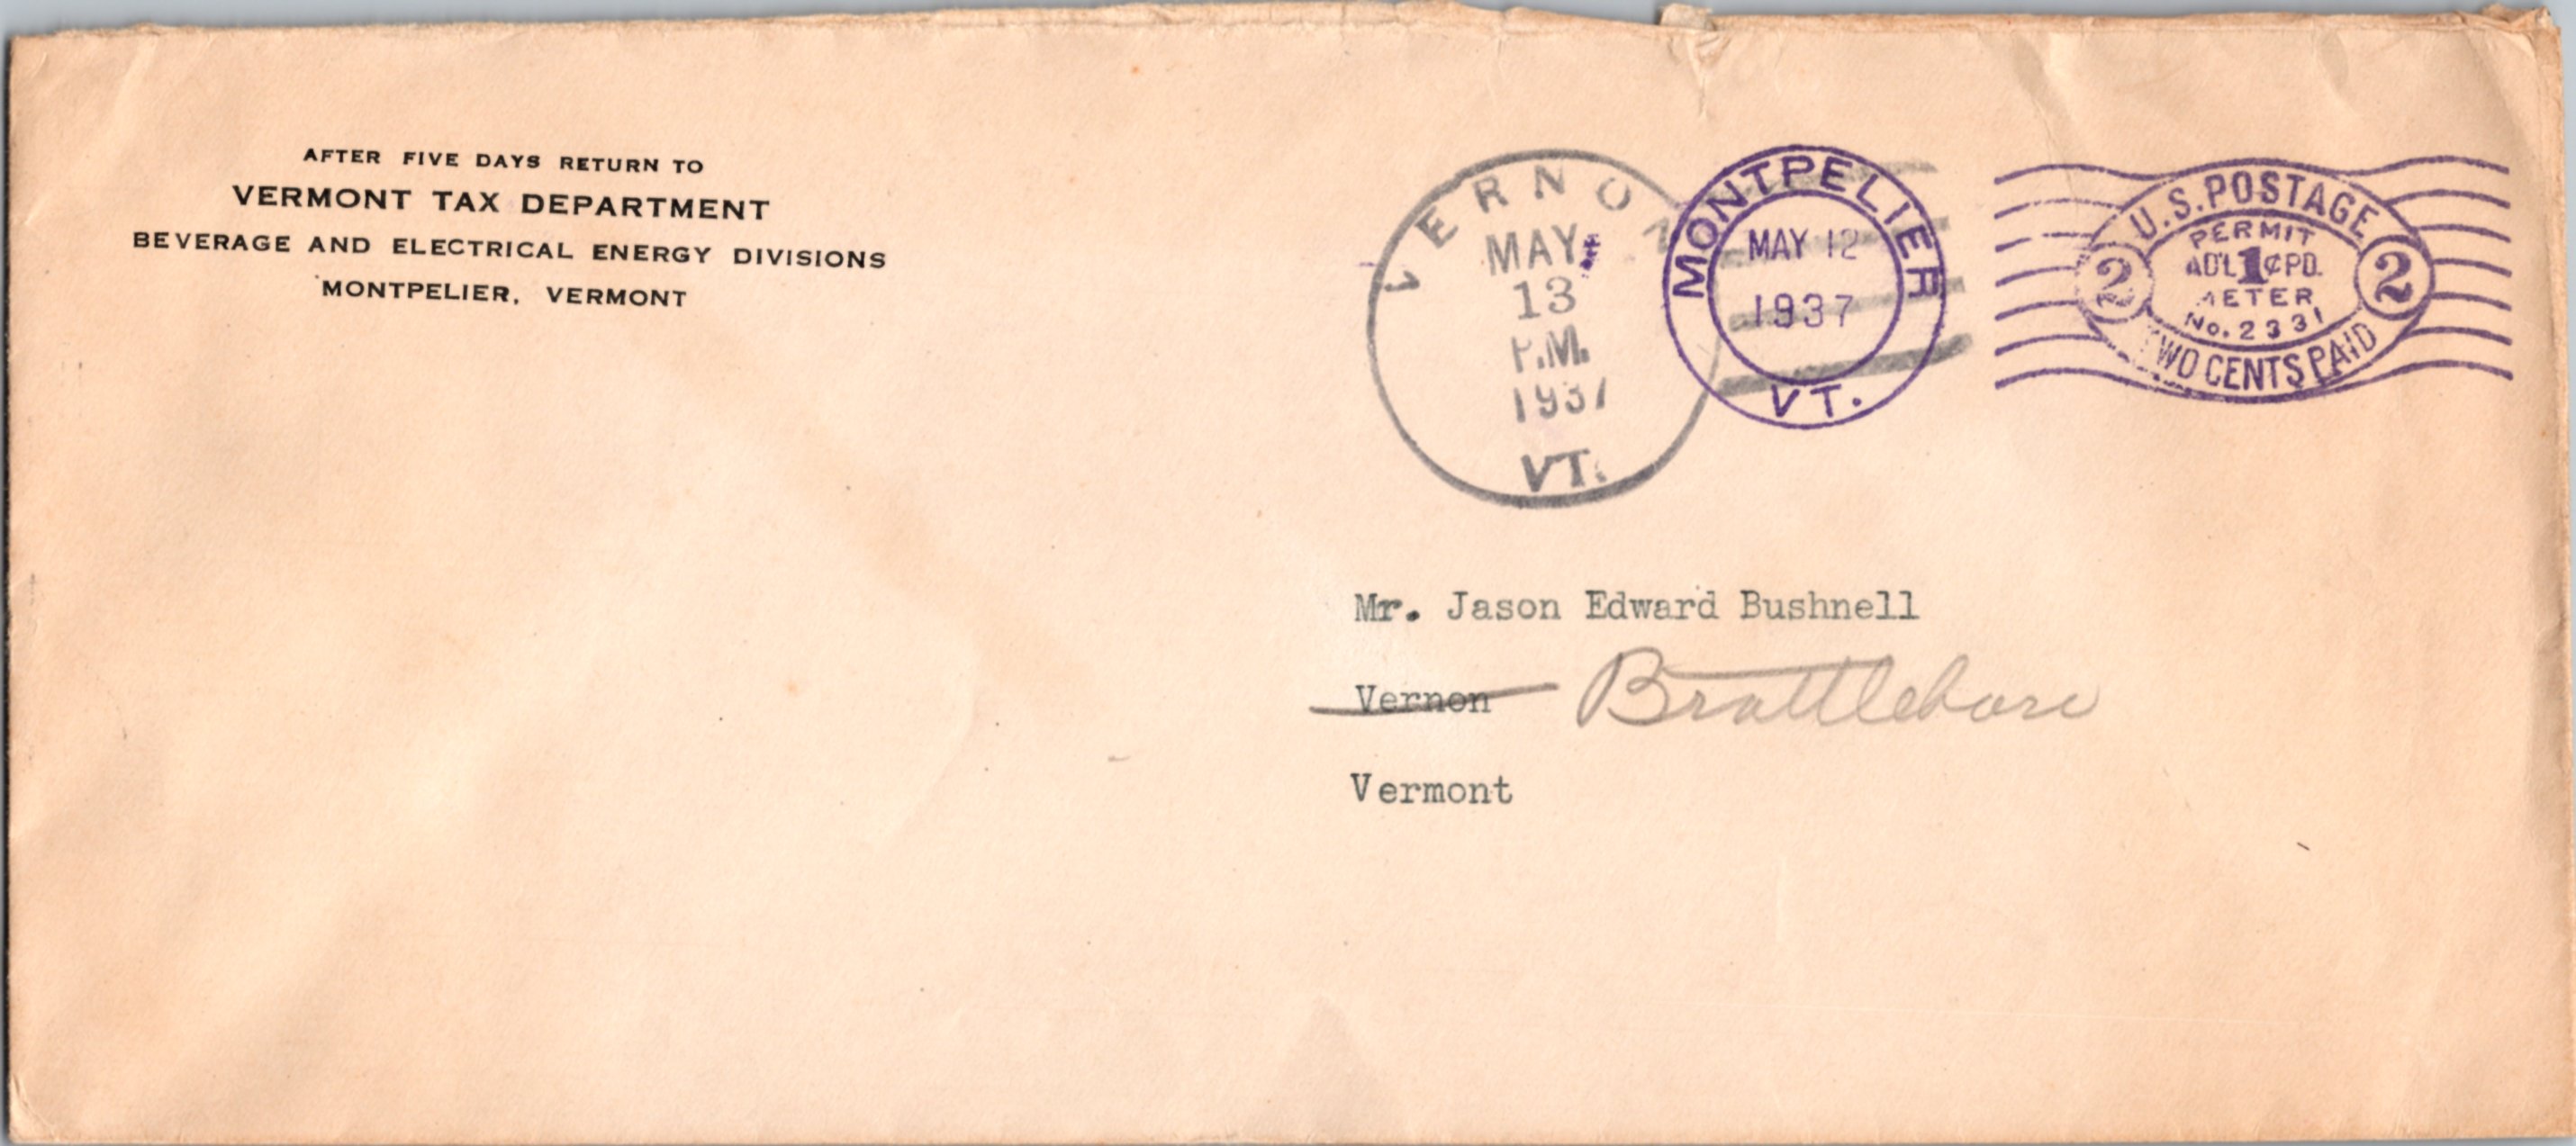 AFTER FIVE DAYS RETURN TO
VERMONT TAX DEPARTMENT
BEVERAGE AND ELECTRICAL ENERGY DIVISIONS
MONTPELIER, VERMONT
VERNON
MAY
13
P.M.
1937
VT.
MONTPELIER
MAY 12
1937
VT.
U.S. POSTAGE
PERMIT
2 AD'L 1¢ PD. 2
METER
No. 2331
TWO CENTS PAID
Mr. Jason Edward Bushnell
Vernon Brattleboro
Vermont